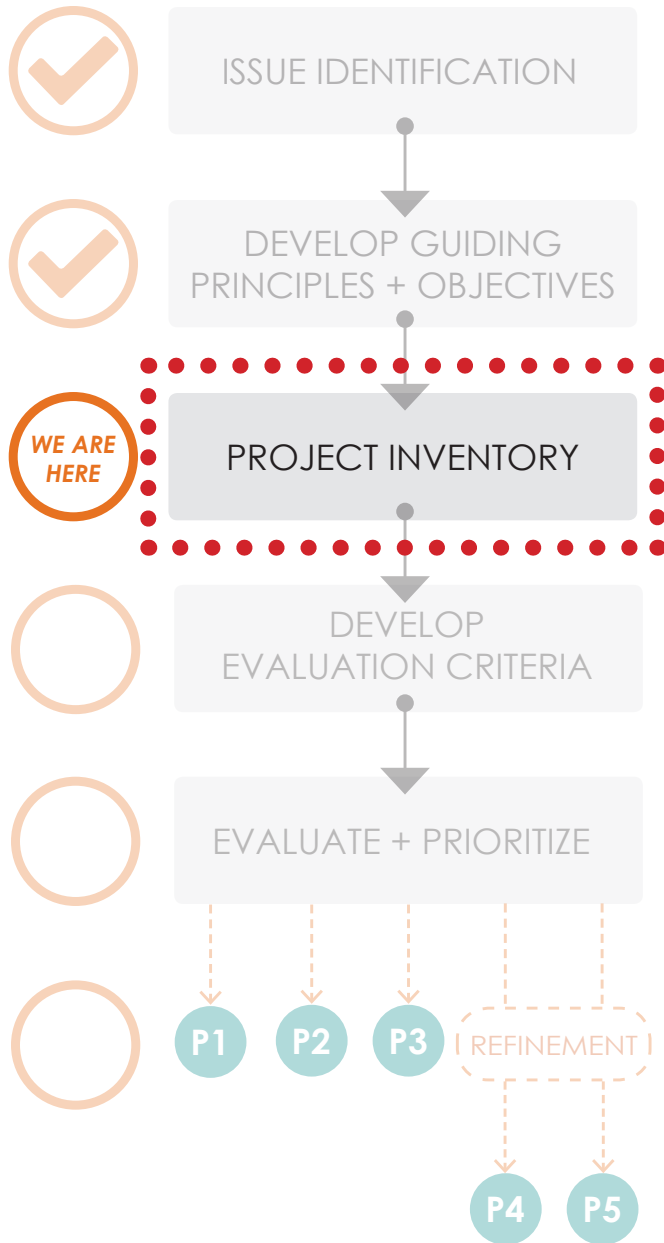 ISSUE IDENTIFICATION
DEVELOP GUIDING
PRINCIPLES + OBJECTIVES
WE ARE
HERE
PROJECT INVENTORY
DEVELOP
EVALUATION CRITERIA
EVALUATE + PRIORITIZE
P1
P2
P3
REFINEMENT
P4
P5